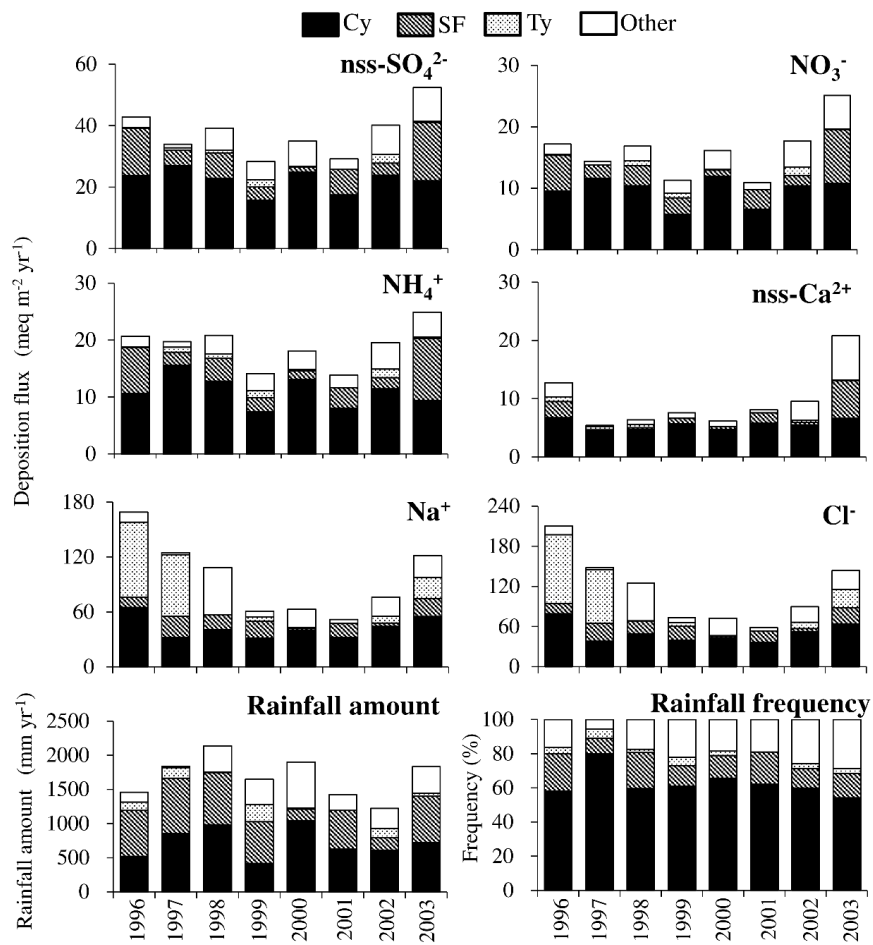 Cy SF Ty Other
nss-SO₄²⁻
60
40
20
0
NO₃⁻
30
20
10
0
Deposition flux (meq m⁻² yr⁻¹)
NH₄⁺
30
20
10
0
nss-Ca²⁺
30
20
10
0
Na⁺
180
120
60
0
Cl⁻
240
180
120
60
0
Rainfall amount
Rainfall amount (mm yr⁻¹)
2500
2000
1500
1000
500
0
1996 1997 1998 1999 2000 2001 2002 2003
Rainfall frequency
Frequency (%)
100
80
60
40
20
0
1996 1997 1998 1999 2000 2001 2002 2003